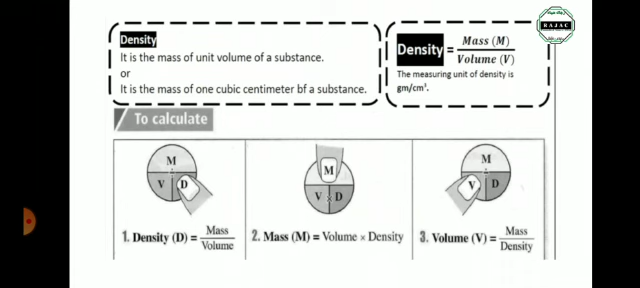 Density
It is the mass of unit volume of a substance.
or
It is the mass of one cubic centimeter bf a substance.
Density = Mass (M)
Volume (V)
The measuring unit of density is
gm/cm³.
RAJAC
To calculate
M
V D
1. Density (D) = Mass
Volume
M
V × D
2. Mass (M) = Volume × Density
M
V D
3. Volume (V) = Mass
Density